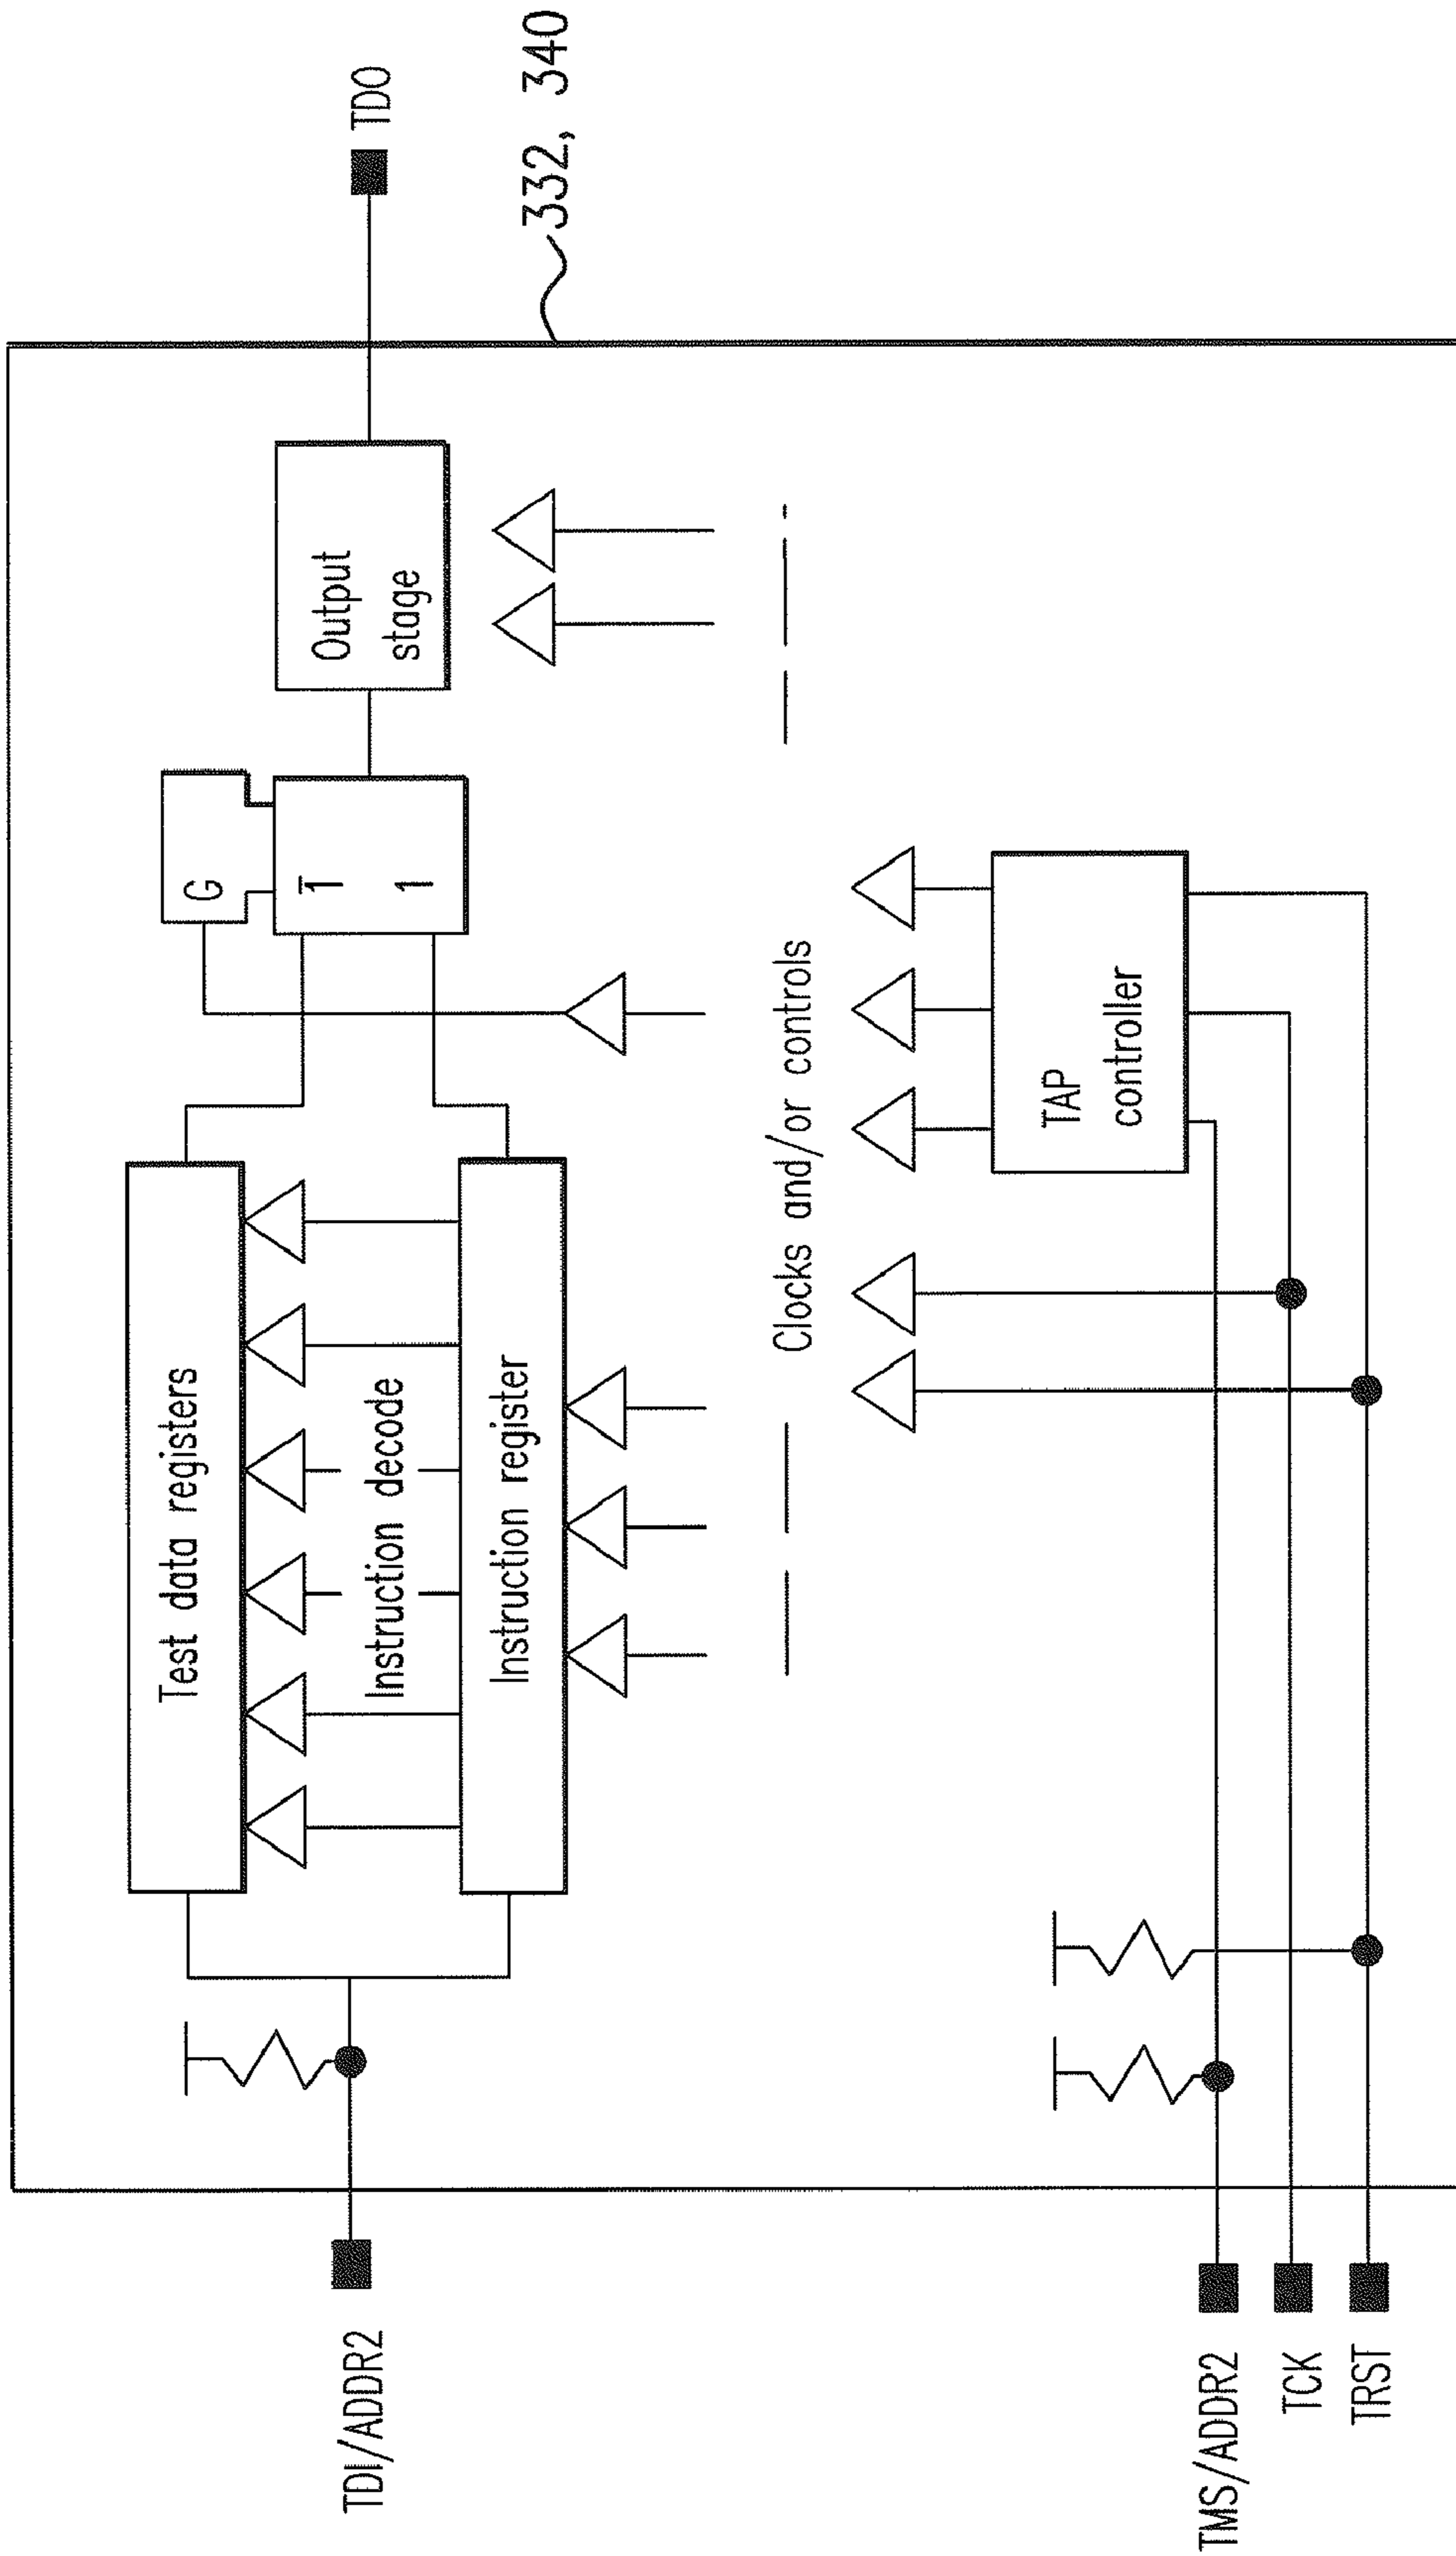 TDI/ADDR2
Test data registers
Instruction decode
Instruction register
G
1̅
1
Output
stage
TDO
332, 340
Clocks and/or controls
TAP
controller
TMS/ADDR2
TCK
TRST